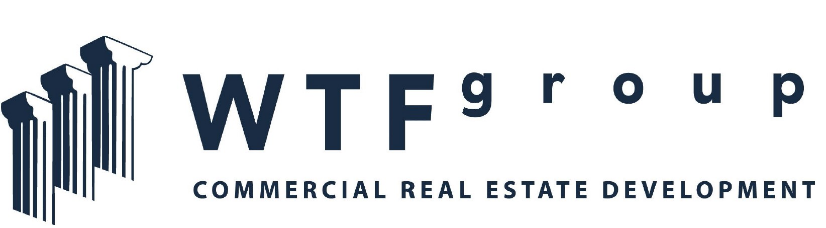 WTF group
COMMERCIAL REAL ESTATE DEVELOPMENT